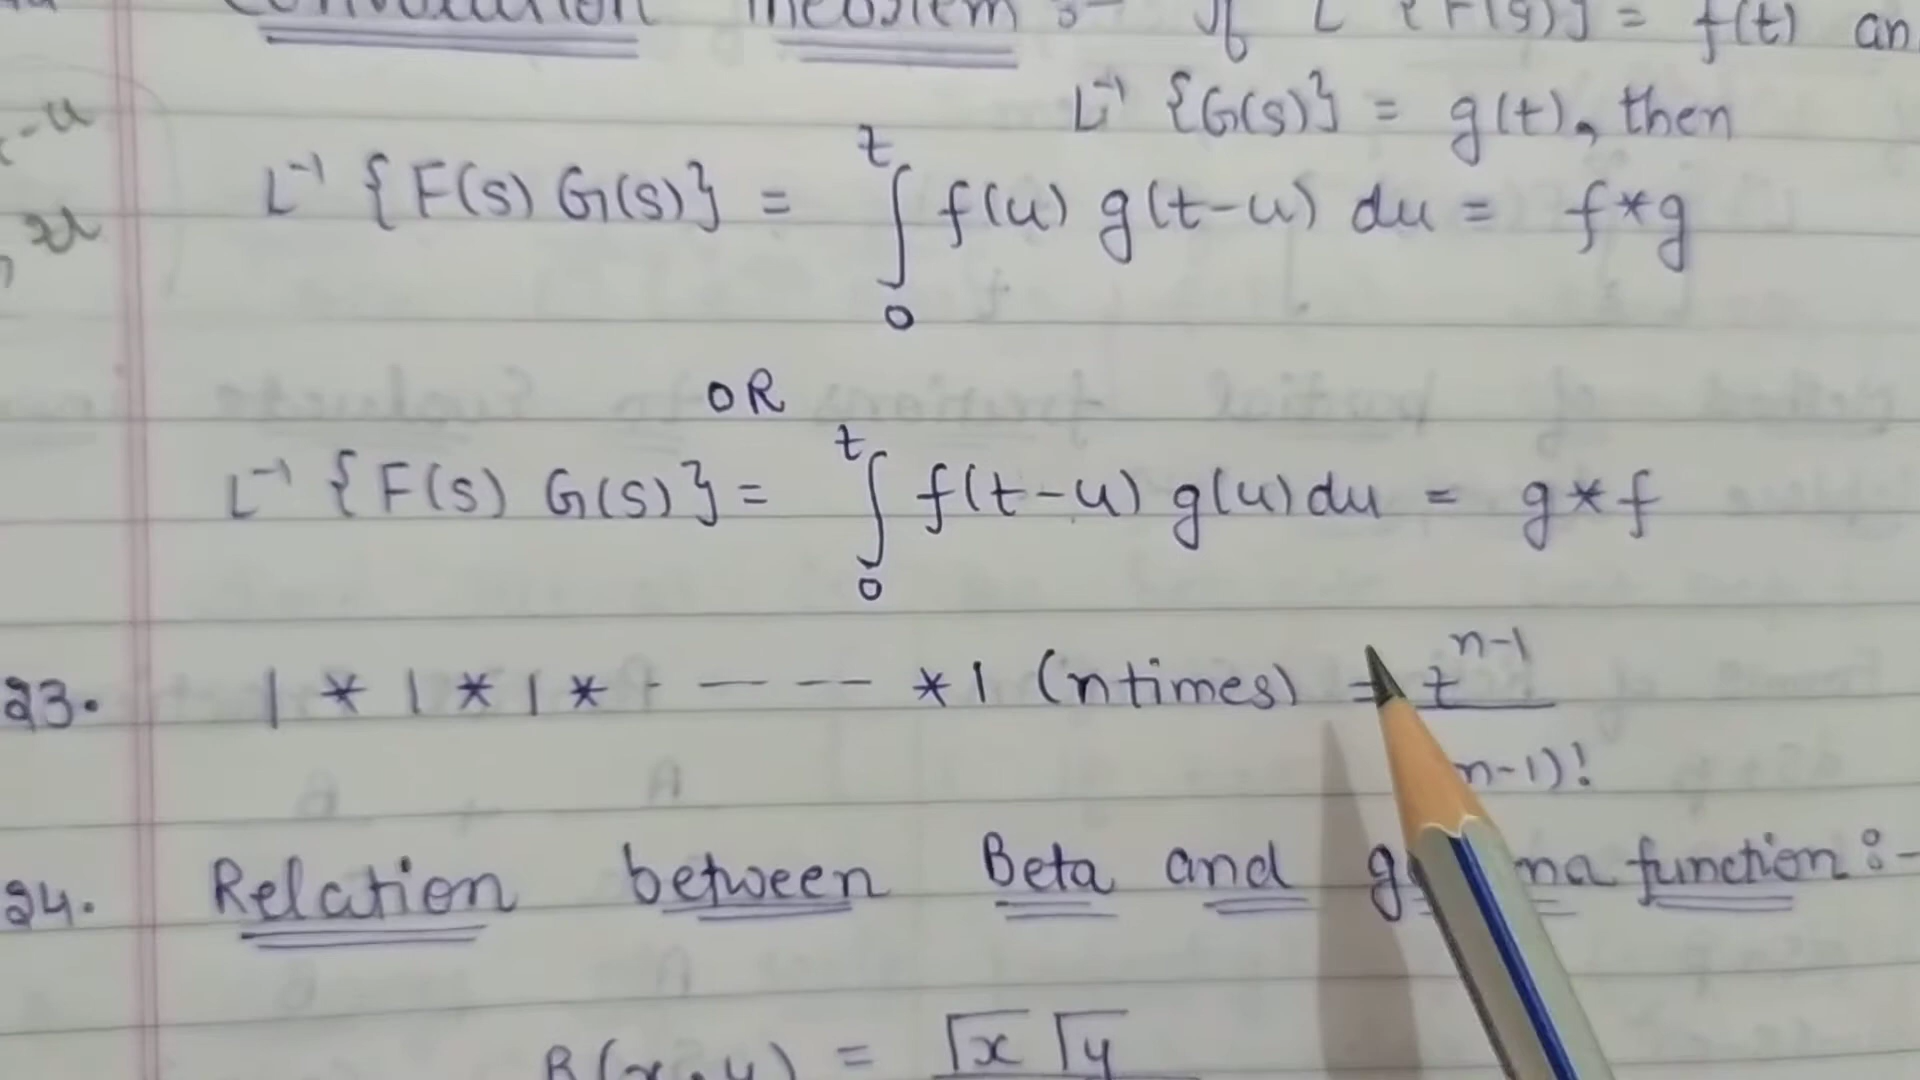 Convolution Theorem :- If L⁻¹ {F(s)} = f(t) an
L⁻¹ {G(s)} = g(t), then
L⁻¹ {F(s) G(s)} = ∫₀ᵗ f(u) g(t-u) du = f*g
OR
L⁻¹ {F(s) G(s)} = ∫₀ᵗ f(t-u) g(u) du = g*f
23. 1 * 1 * 1 * - — — — * 1 (n times) = t^(n-1) / (n-1)!
24. Relation between Beta and gamma function :-
B(x,y) = Γx Γy